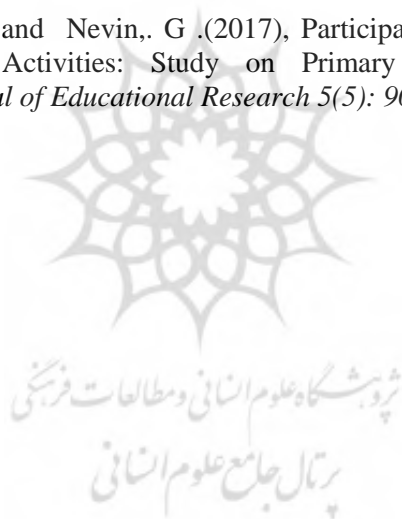 and Nevin,. G .(2017), Participa
Activities: Study on Primary
al of Educational Research 5(5): 90
پژوهشگاه علوم انسانی و مطالعات فرهنگی
پرتال جامع علوم انسانی